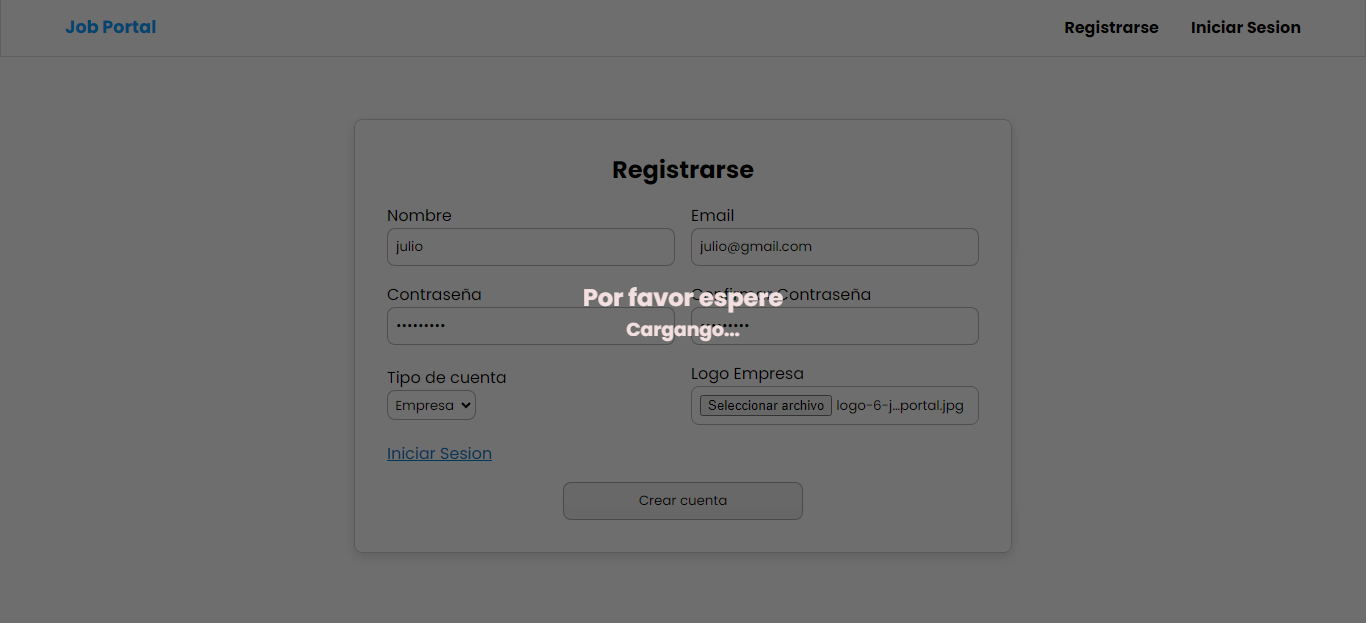 Job Portal
Registrarse Iniciar Sesion
Registrarse
Nombre Email
julio julio@gmail.com
Contraseña Confirmar Contraseña
Por favor espere
••••••••• •••••••••
Cargango...
Tipo de cuenta Logo Empresa
Empresa Seleccionar archivo logo-6-j...portal.jpg
Iniciar Sesion
Crear cuenta